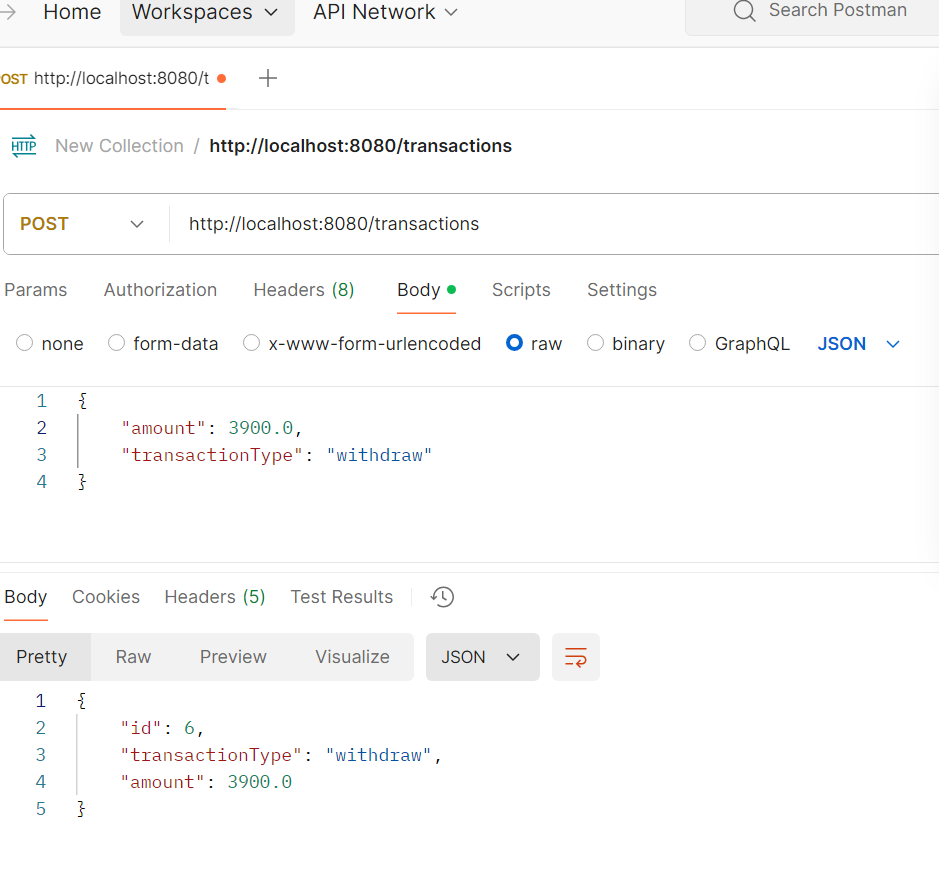 Home Workspaces API Network Search Postman
OST http://localhost:8080/t
HTTP New Collection / http://localhost:8080/transactions
POST http://localhost:8080/transactions
Params Authorization Headers (8) Body Scripts Settings
none form-data x-www-form-urlencoded raw binary GraphQL JSON
1 {
2 "amount": 3900.0,
3 "transactionType": "withdraw"
4 }
Body Cookies Headers (5) Test Results
Pretty Raw Preview Visualize JSON
1 {
2 "id": 6,
3 "transactionType": "withdraw",
4 "amount": 3900.0
5 }